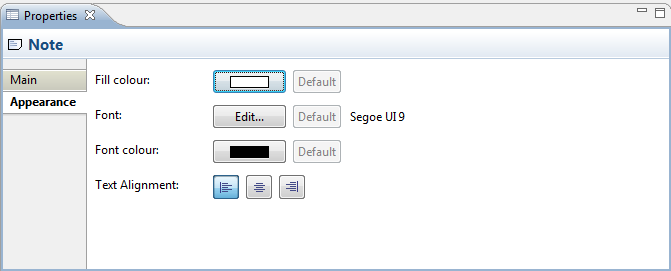 Properties
Note
Main
Appearance
Fill colour: Default
Font: Edit... Default Segoe UI 9
Font colour: Default
Text Alignment: